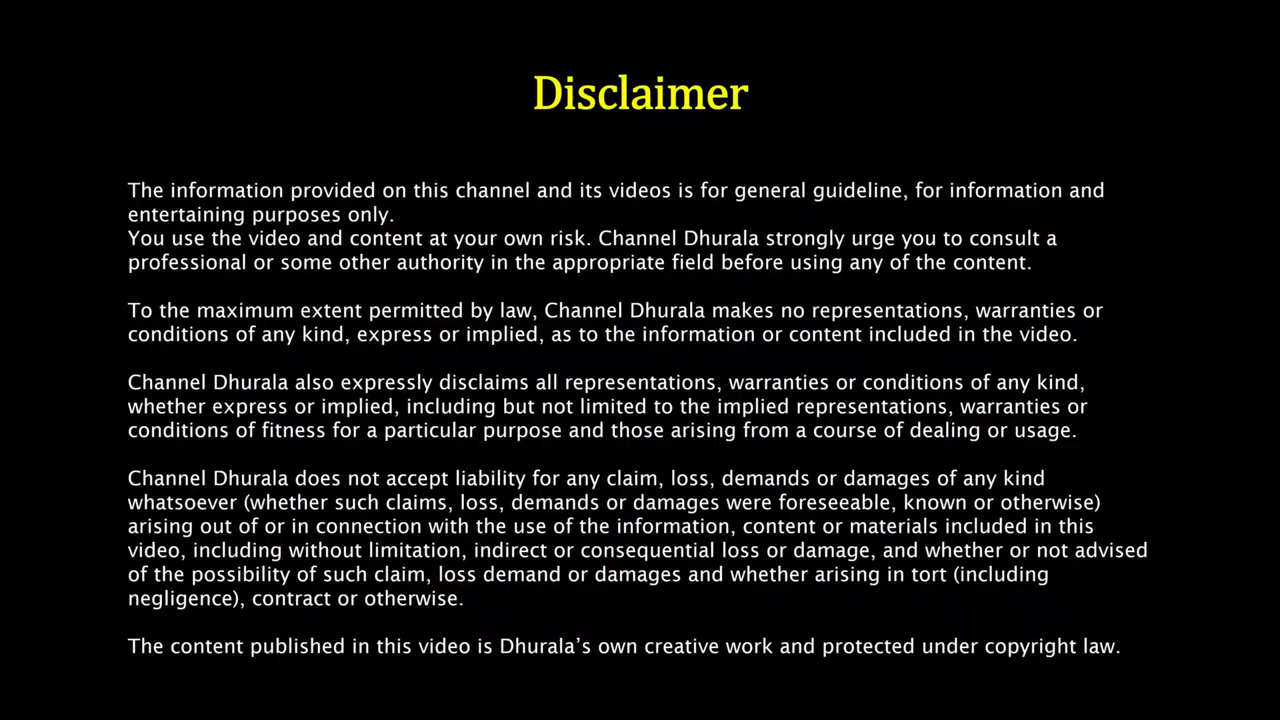 Disclaimer
The information provided on this channel and its videos is for general guideline, for information and
entertaining purposes only.
You use the video and content at your own risk. Channel Dhurala strongly urge you to consult a
professional or some other authority in the appropriate field before using any of the content.
To the maximum extent permitted by law, Channel Dhurala makes no representations, warranties or
conditions of any kind, express or implied, as to the information or content included in the video.
Channel Dhurala also expressly disclaims all representations, warranties or conditions of any kind,
whether express or implied, including but not limited to the implied representations, warranties or
conditions of fitness for a particular purpose and those arising from a course of dealing or usage.
Channel Dhurala does not accept liability for any claim, loss, demands or damages of any kind
whatsoever (whether such claims, loss, demands or damages were foreseeable, known or otherwise)
arising out of or in connection with the use of the information, content or materials included in this
video, including without limitation, indirect or consequential loss or damage, and whether or not advised
of the possibility of such claim, loss demand or damages and whether arising in tort (including
negligence), contract or otherwise.
The content published in this video is Dhurala’s own creative work and protected under copyright law.